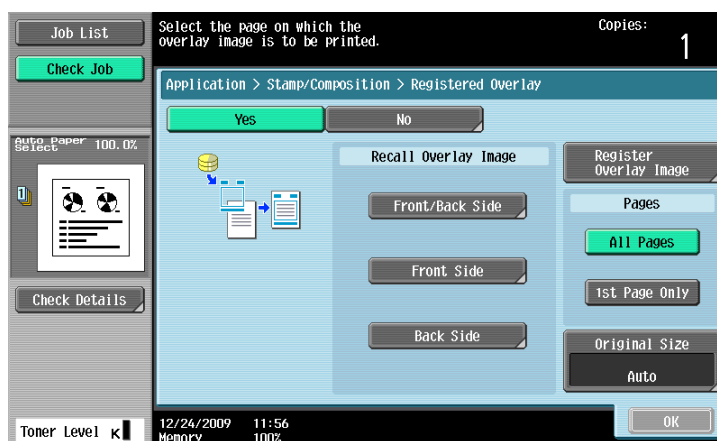 Job List
Check Job
Select the page on which the
overlay image is to be printed.
Copies:
1
Application > Stamp/Composition > Registered Overlay
Yes
No
Auto Paper
Select
100.0%
1
Recall Overlay Image
Front/Back Side
Front Side
Back Side
Register
Overlay Image
Pages
All Pages
1st Page Only
Original Size
Auto
Check Details
Toner Level K
12/24/2009 11:56
Memory 100%
OK